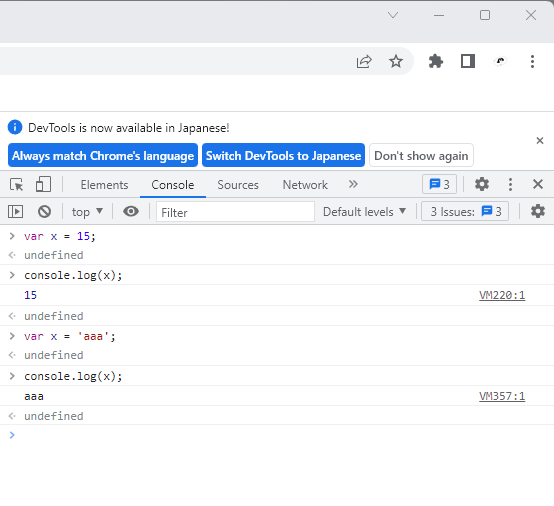 DevTools is now available in Japanese!
Always match Chrome's language Switch DevTools to Japanese Don't show again
Elements Console Sources Network 3
top Filter Default levels 3 Issues: 3
var x = 15;
undefined
console.log(x);
15 VM220:1
undefined
var x = 'aaa';
undefined
console.log(x);
aaa VM357:1
undefined